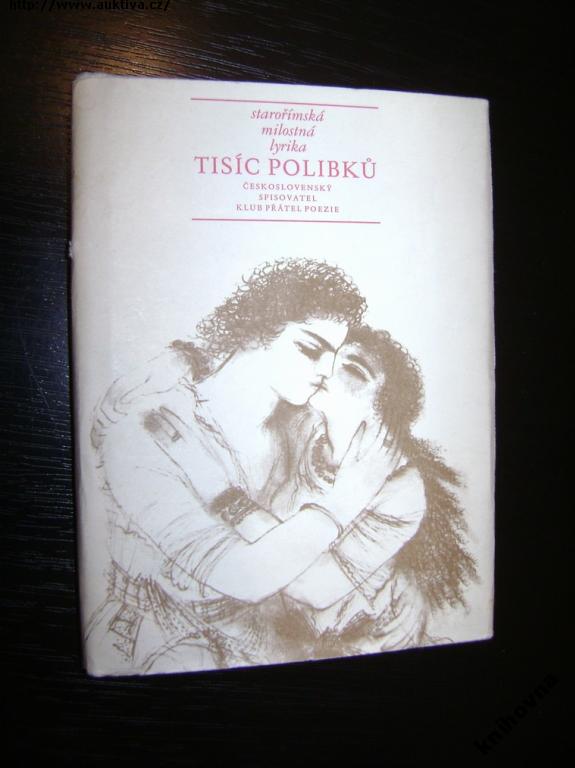 http://www.auktiva.cz/
starořímská
milostná
lyrika
TISÍC POLIBKŮ
ČESKOSLOVENSKÝ
SPISOVATEL
KLUB PŘÁTEL POEZIE
knihovna